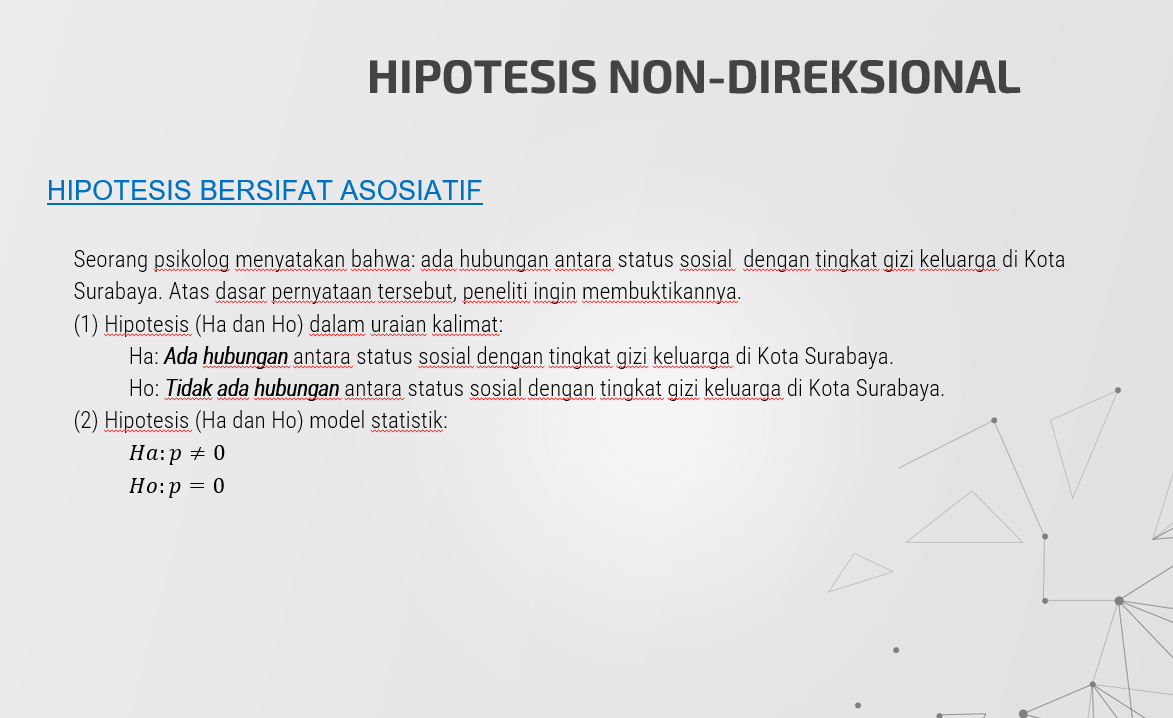 HIPOTESIS NON-DIREKSIONAL
HIPOTESIS BERSIFAT ASOSIATIF
Seorang psikolog menyatakan bahwa: ada hubungan antara status sosial dengan tingkat gizi keluarga di Kota
Surabaya. Atas dasar pernyataan tersebut, peneliti ingin membuktikannya.
(1) Hipotesis (Ha dan Ho) dalam uraian kalimat:
Ha: Ada hubungan antara status sosial dengan tingkat gizi keluarga di Kota Surabaya.
Ho: Tidak ada hubungan antara status sosial dengan tingkat gizi keluarga di Kota Surabaya.
(2) Hipotesis (Ha dan Ho) model statistik:
Ha: p ≠ 0
Ho: p = 0